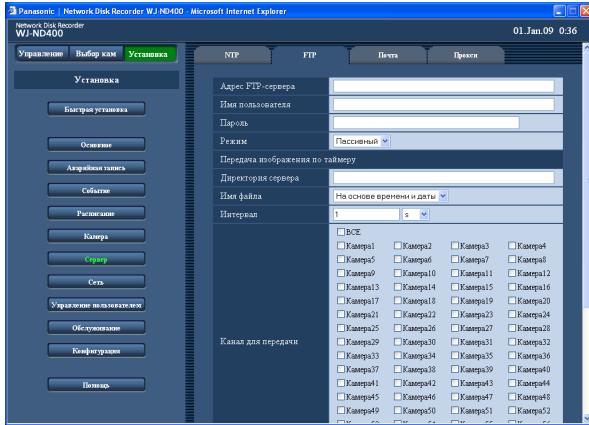 Panasonic | Network Disk Recorder WJ-ND400 - Microsoft Internet Explorer
Network Disk Recorder
WJ-ND400
01.Jan.09 0:36
Управление Выбор кам Установка
NTP FTP Почта Прокси
Установка
Быстрая установка
Основное
Аварийная запись
Событие
Расписание
Камера
Сервер
Сеть
Управление пользователем
Обслуживание
Конфигурация
Помощь
Адрес FTP-сервера
Имя пользователя
Пароль
Режим Пассивный
Передача изображения по таймеру
Директория сервера
Имя файла На основе времени и даты
Интервал 1 s
Канал для передачи
ВСЕ
Камера1 Камера2 Камера3 Камера4
Камера5 Камера6 Камера7 Камера8
Камера9 Камера10 Камера11 Камера12
Камера13 Камера14 Камера15 Камера16
Камера17 Камера18 Камера19 Камера20
Камера21 Камера22 Камера23 Камера24
Камера25 Камера26 Камера27 Камера28
Камера29 Камера30 Камера31 Камера32
Камера33 Камера34 Камера35 Камера36
Камера37 Камера38 Камера39 Камера40
Камера41 Камера42 Камера43 Камера44
Камера45 Камера46 Камера47 Камера48
Камера49 Камера50 Камера51 Камера52